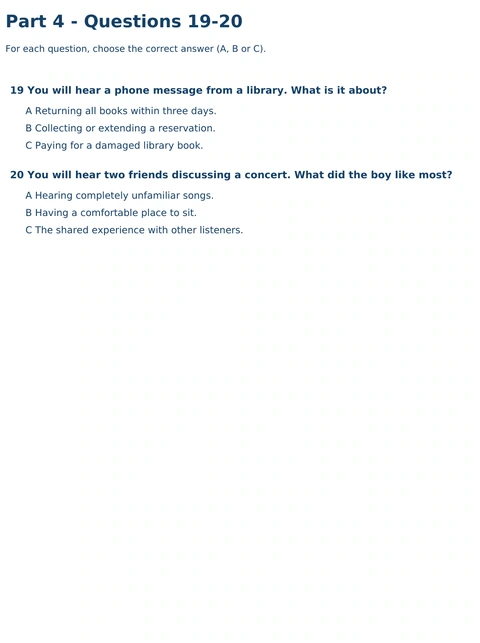 Part 4 - Questions 19-20
For each question, choose the correct answer (A, B or C).
19 You will hear a phone message from a library. What is it about?
A Returning all books within three days.
B Collecting or extending a reservation.
C Paying for a damaged library book.
20 You will hear two friends discussing a concert. What did the boy like most?
A Hearing completely unfamiliar songs.
B Having a comfortable place to sit.
C The shared experience with other listeners.